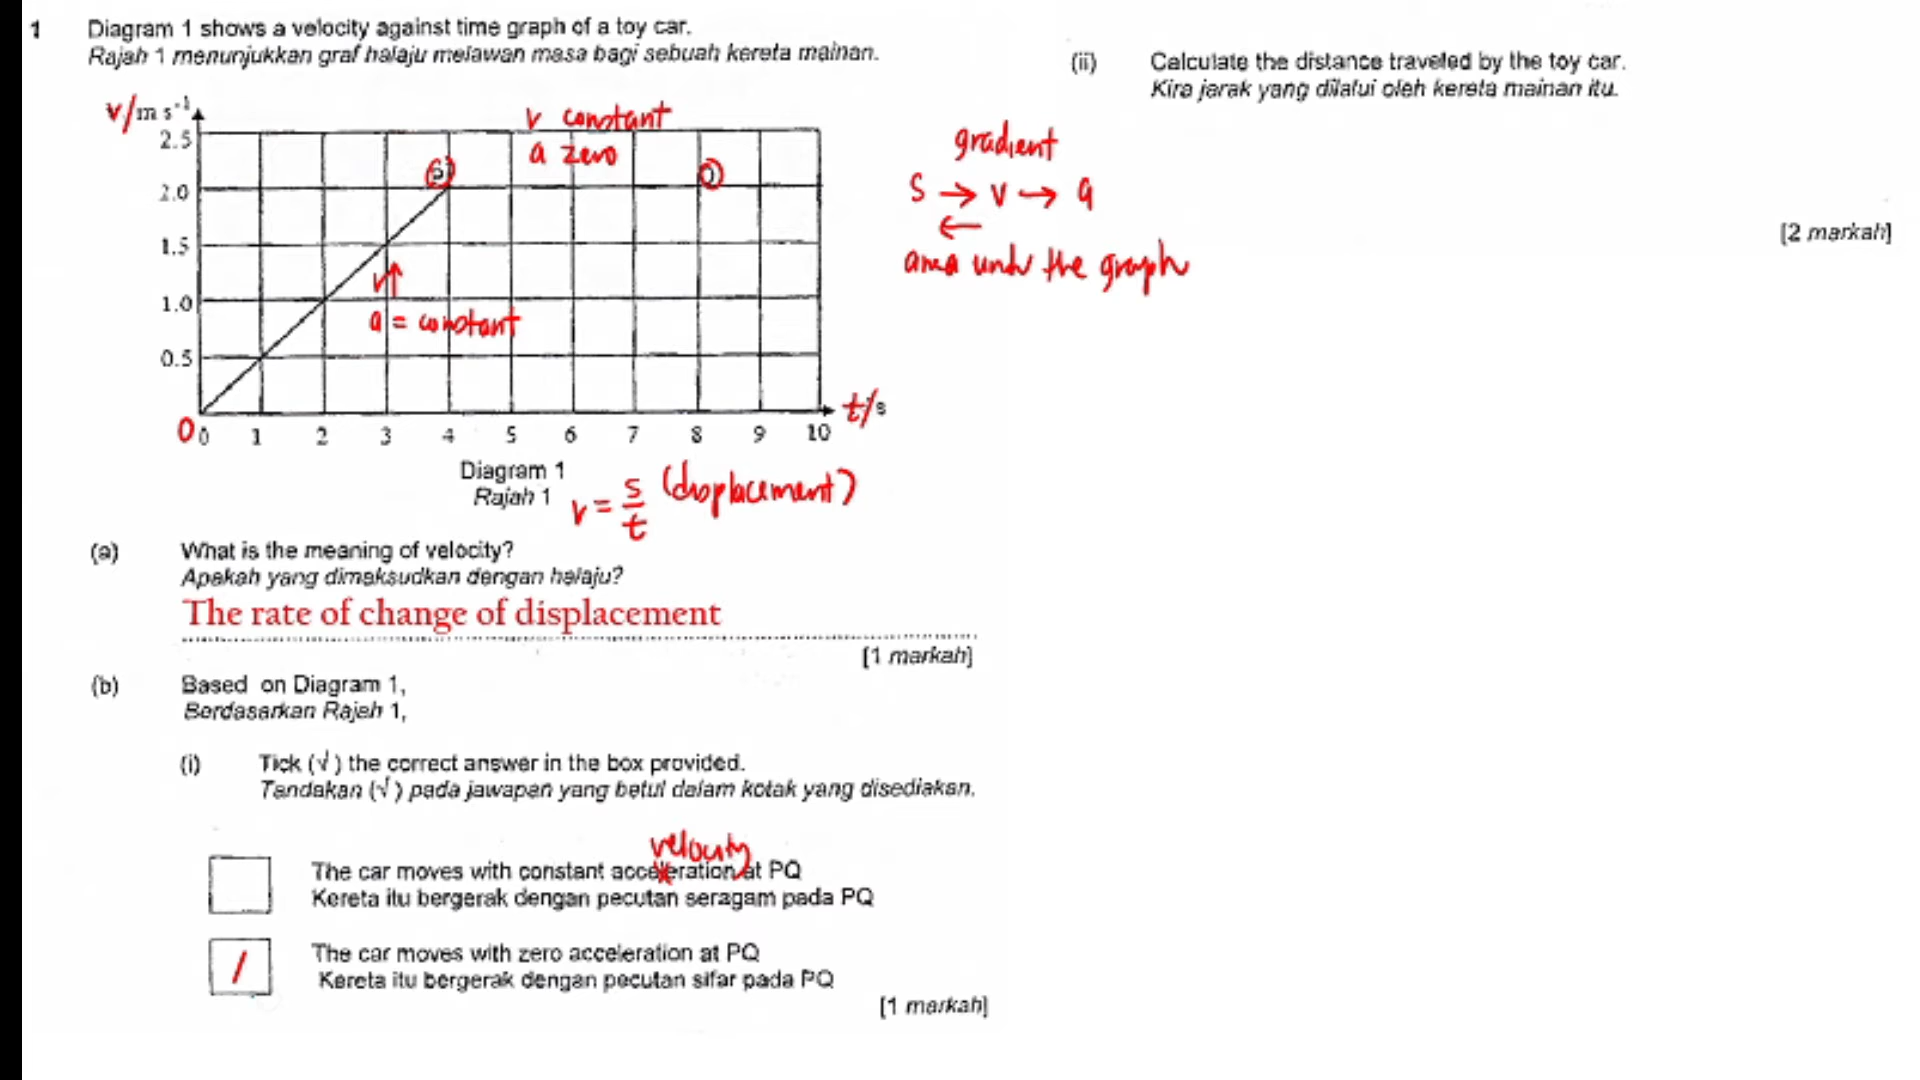 1 Diagram 1 shows a velocity against time graph of a toy car.
Rajah 1 menunjukkan graf halaju melawan masa bagi sebuah kereta mainan.
v/m s⁻¹
2.5
2.0
1.5
1.0
0.5
v constant
a zero
v↑
a = constant
t/s
0 0 1 2 3 4 5 6 7 8 9 10
Diagram 1
Rajah 1
v = s/t (displacement)
(a) What is the meaning of velocity?
Apakah yang dimaksudkan dengan halaju?
The rate of change of displacement
[1 markah]
(b) Based on Diagram 1,
Berdasarkan Rajah 1,
(i) Tick (√) the correct answer in the box provided.
Tandakan (√) pada jawapan yang betul dalam kotak yang disediakan.
velocity
The car moves with constant acceleration at PQ
Kereta itu bergerak dengan pecutan seragam pada PQ
/ The car moves with zero acceleration at PQ
Kereta itu bergerak dengan pecutan sifar pada PQ
[1 markah]
(ii) Calculate the distance traveled by the toy car.
Kira jarak yang dilalui oleh kereta mainan itu.
gradient
s → v → a
←
area under the graph
[2 markah]